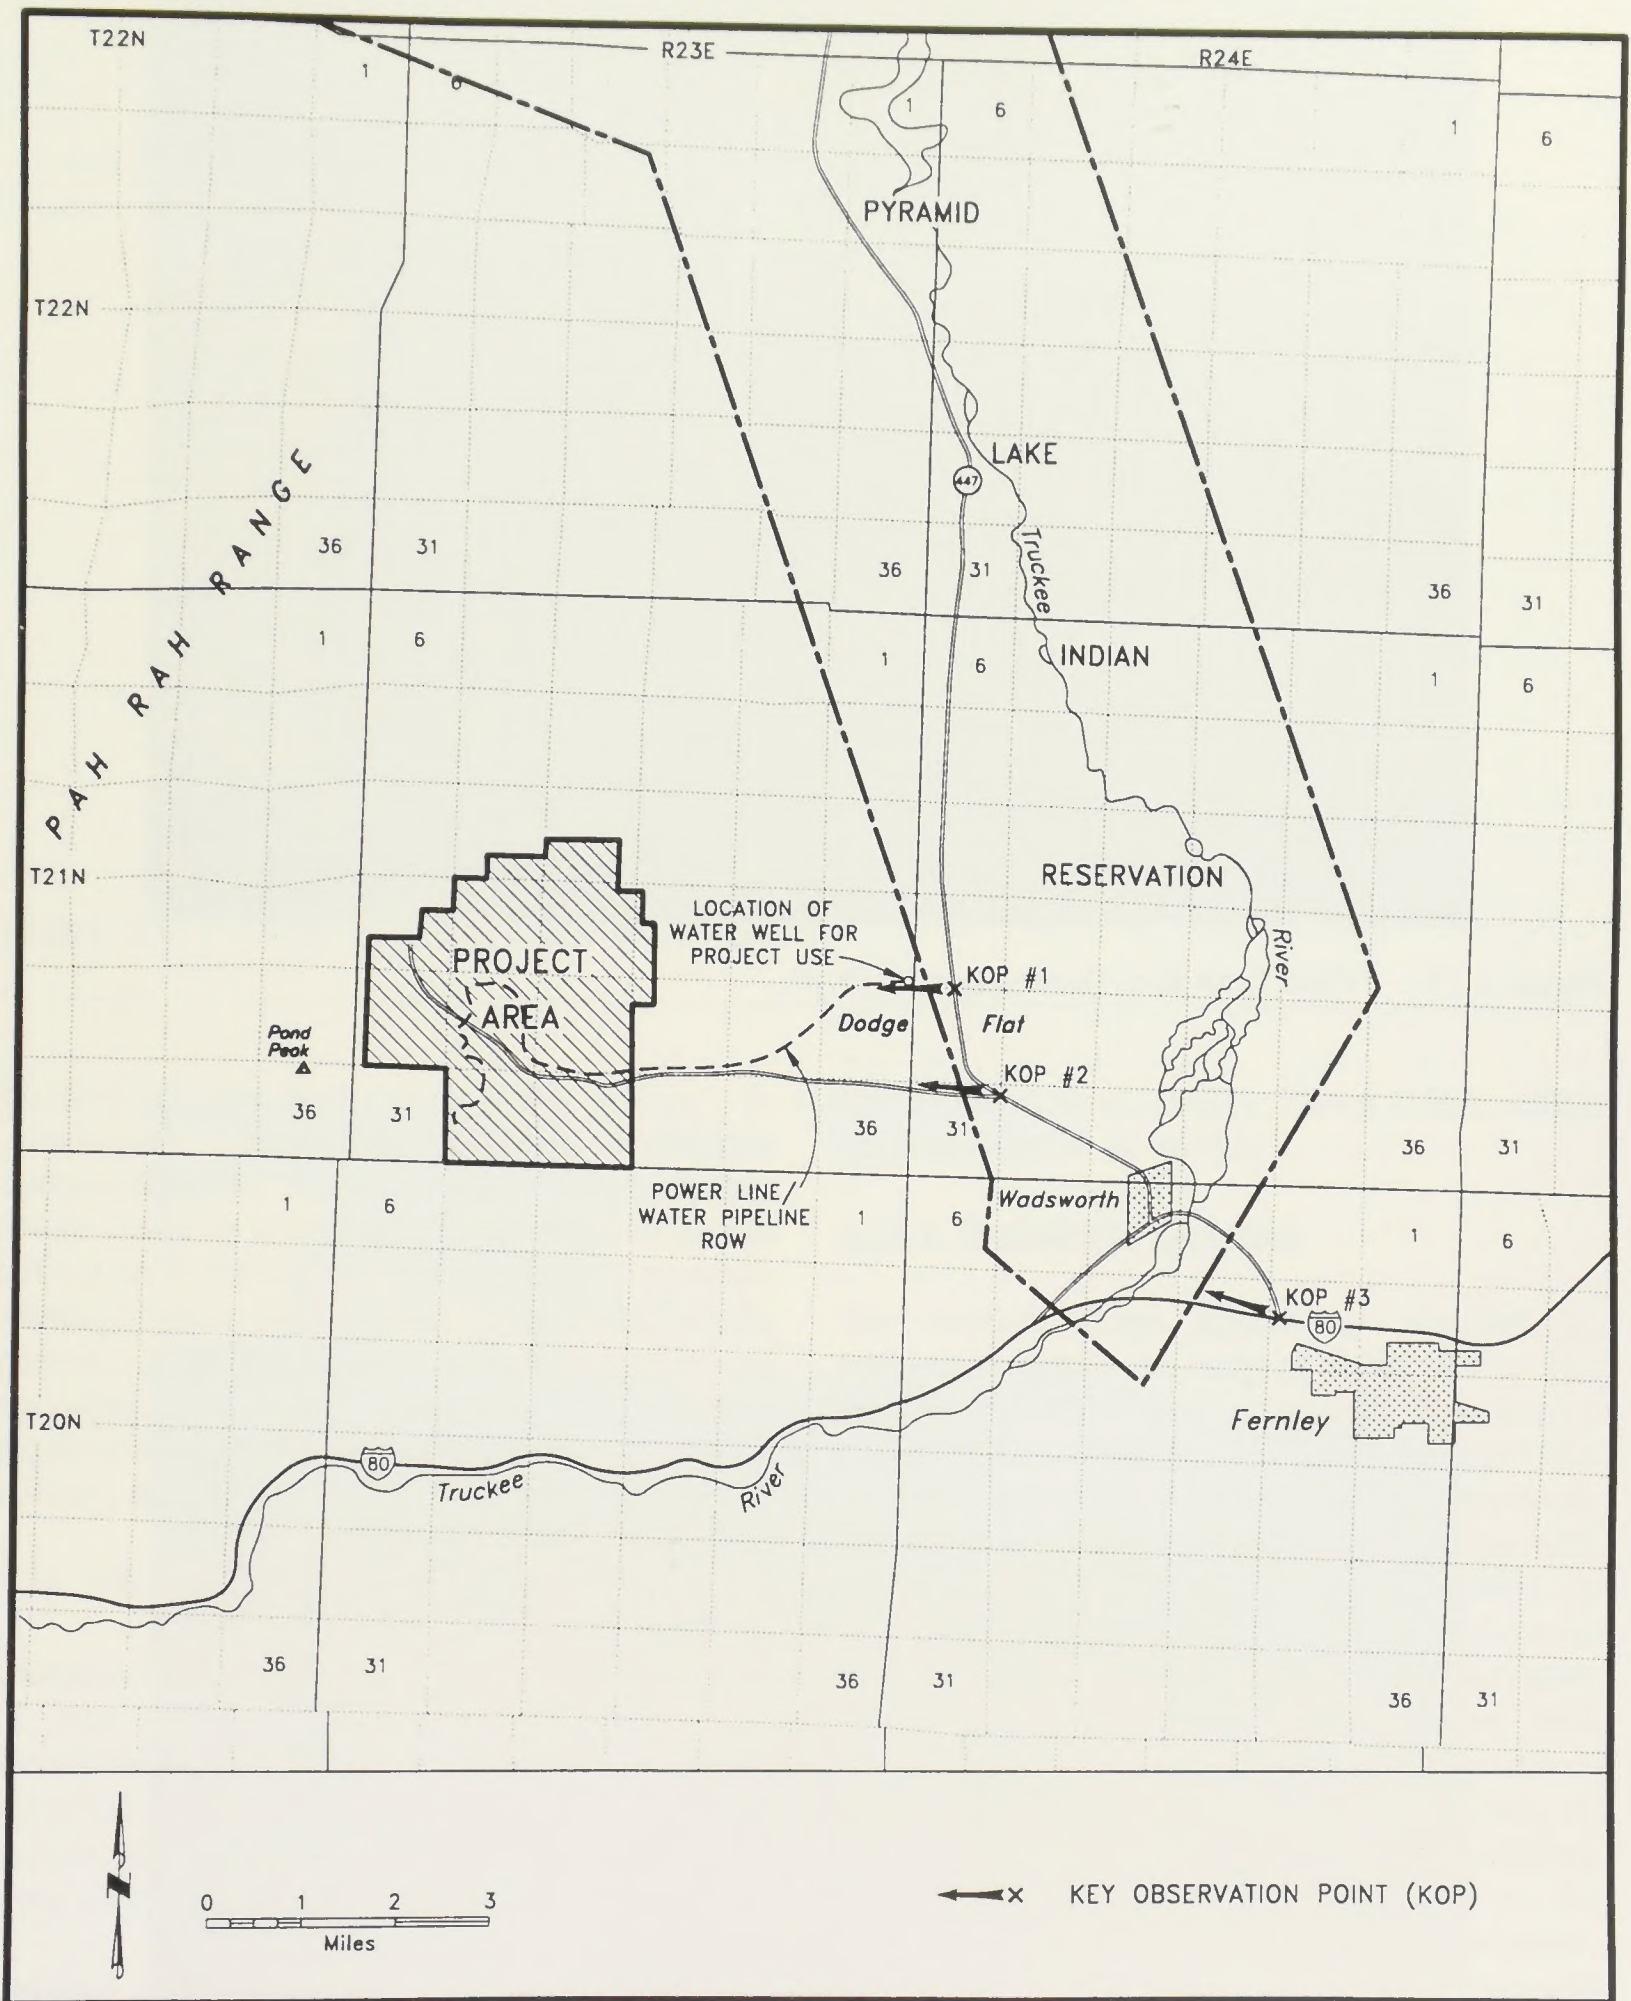 T22N
R23E
R24E
1
6
1
6
1
6
PYRAMID
T22N
LAKE
447
PAH RAH RANGE
Truckee
36
31
36
31
36
31
1
6
1
6
INDIAN
1
6
T21N
RESERVATION
LOCATION OF
WATER WELL FOR
PROJECT USE
River
PROJECT
AREA
KOP #1
Dodge Flat
Pond
Peak
KOP #2
36
31
36
31
36
31
POWER LINE/
WATER PIPELINE
ROW
Wadsworth
1
6
1
6
1
6
KOP #3
80
Fernley
T20N
80
Truckee
River
36
31
36
31
36
31
N
0 1 2 3
Miles
KEY OBSERVATION POINT (KOP)